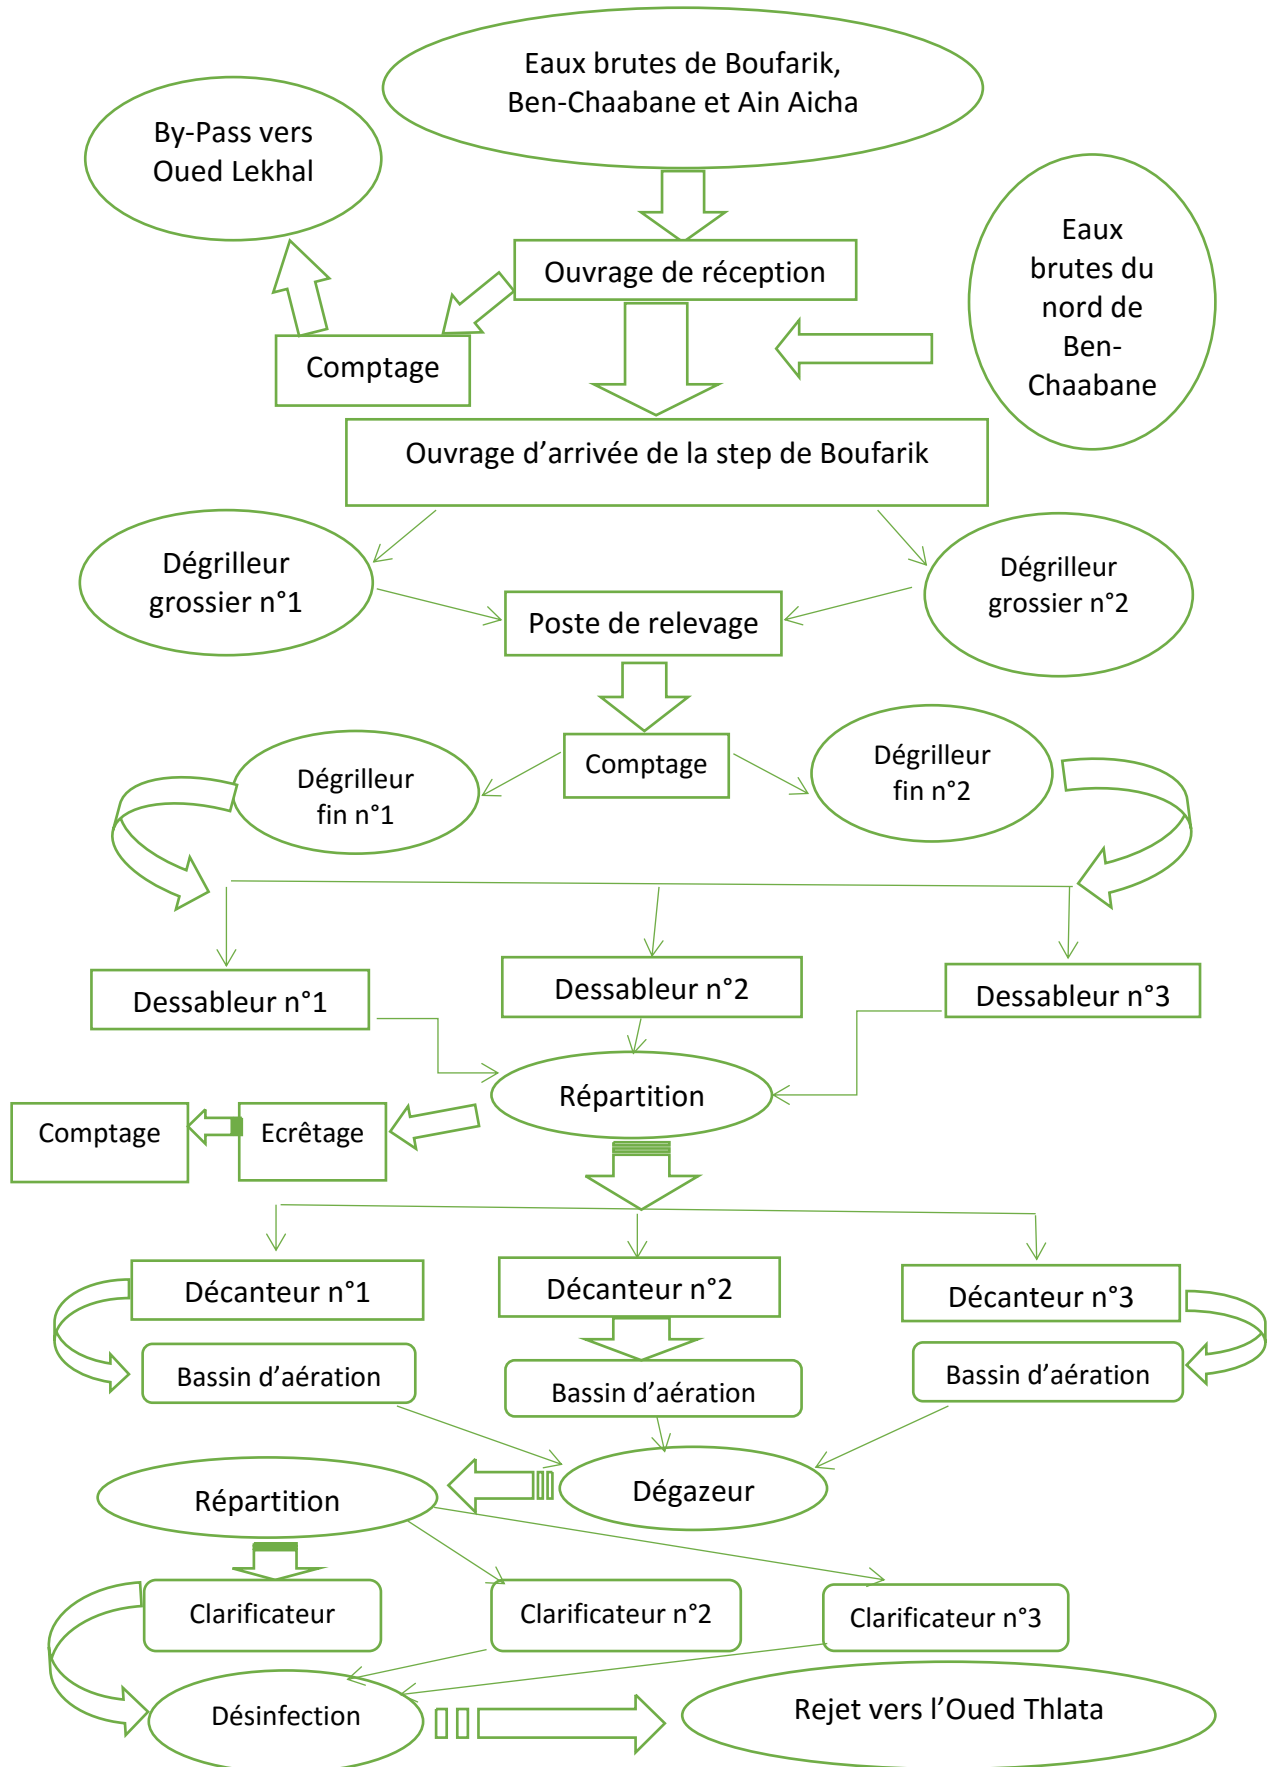 Eaux brutes de Boufarik,
Ben-Chaabane et Ain Aicha
By-Pass vers
Oued Lekhal
Eaux
brutes du
nord de
Ben-
Chaabane
Ouvrage de réception
Comptage
Ouvrage d’arrivée de la step de Boufarik
Dégrilleur
grossier n°1
Dégrilleur
grossier n°2
Poste de relevage
Comptage
Dégrilleur
fin n°1
Dégrilleur
fin n°2
Dessableur n°1
Dessableur n°2
Dessableur n°3
Répartition
Comptage
Ecrêtage
Décanteur n°1
Décanteur n°2
Décanteur n°3
Bassin d’aération
Bassin d’aération
Bassin d’aération
Dégazeur
Répartition
Clarificateur
Clarificateur n°2
Clarificateur n°3
Désinfection
Rejet vers l’Oued Thlata